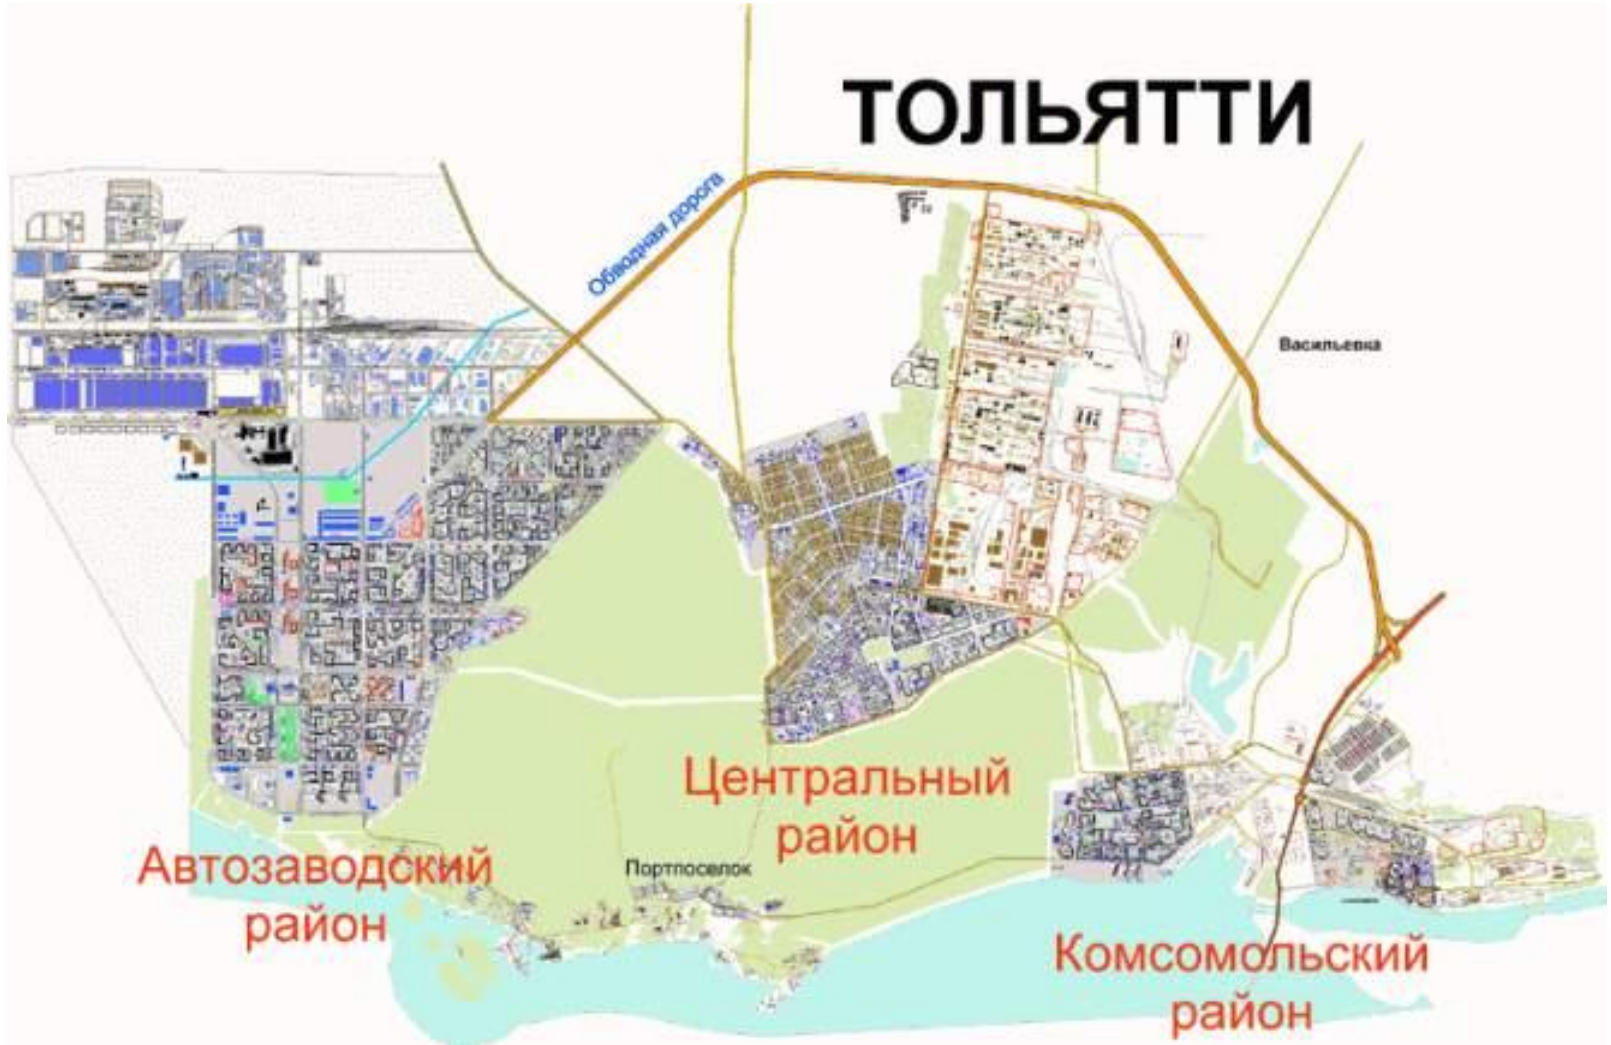 ТОЛЬЯТТИ
Обводная дорога
Васильевка
Центральный
район
Автозаводский
район
Портпоселок
Комсомольский
район